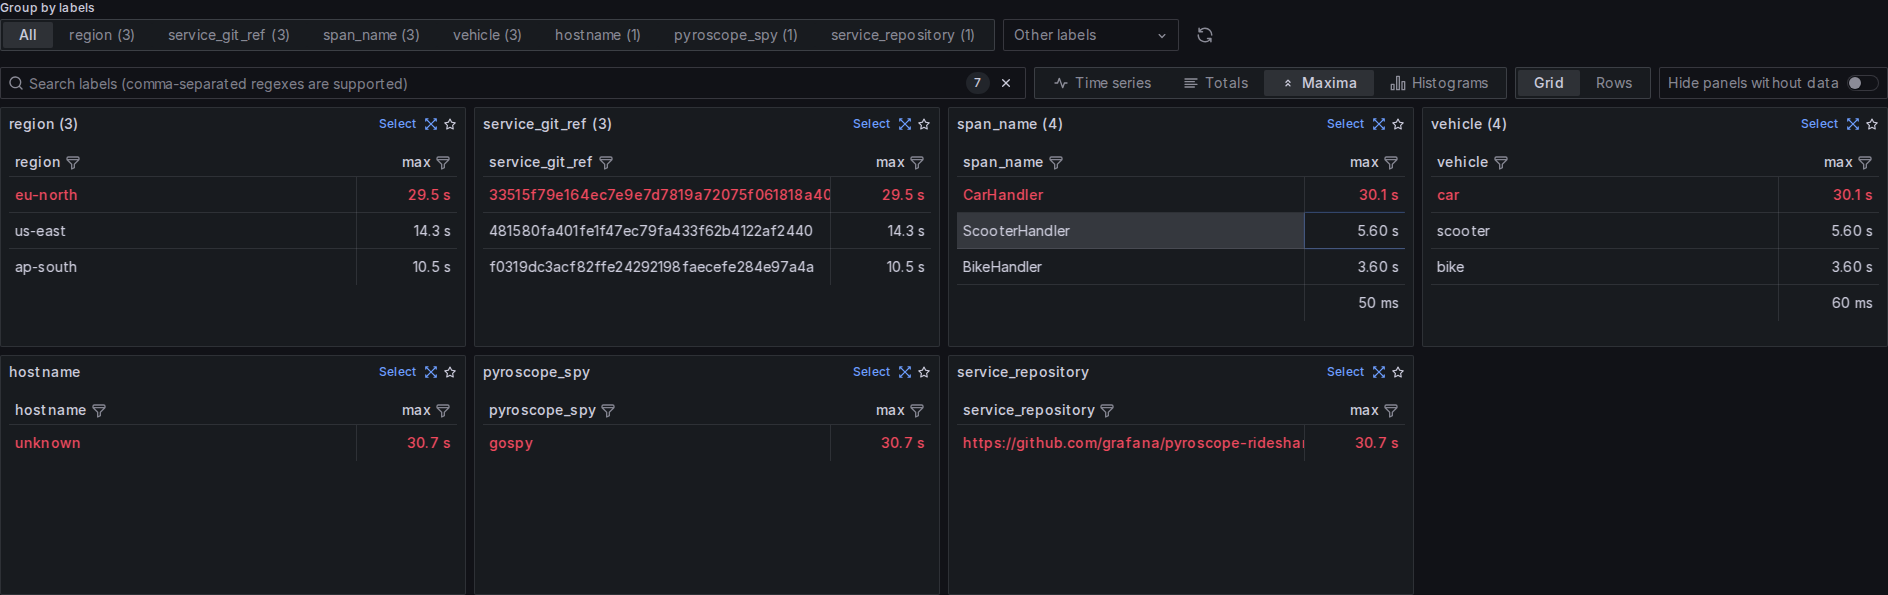 Group by labels
All region (3) service_git_ref (3) span_name (3) vehicle (3) hostname (1) pyroscope_spy (1) service_repository (1) Other labels
Search labels (comma-separated regexes are supported) 7 Time series Totals Maxima Histograms Grid Rows Hide panels without data
region (3) Select
region max
eu-north 29.5 s
us-east 14.3 s
ap-south 10.5 s
service_git_ref (3) Select
service_git_ref max
33515f79e164ec7e9e7d7819a72075f061818a40 29.5 s
481580fa401fe1f47ec79fa433f62b4122af2440 14.3 s
f0319dc3acf82ffe24292198faecefe284e97a4a 10.5 s
span_name (4) Select
span_name max
CarHandler 30.1 s
ScooterHandler 5.60 s
BikeHandler 3.60 s
50 ms
vehicle (4) Select
vehicle max
car 30.1 s
scooter 5.60 s
bike 3.60 s
60 ms
hostname Select
hostname max
unknown 30.7 s
pyroscope_spy Select
pyroscope_spy max
gospy 30.7 s
service_repository Select
service_repository max
https://github.com/grafana/pyroscope-rideshar 30.7 s